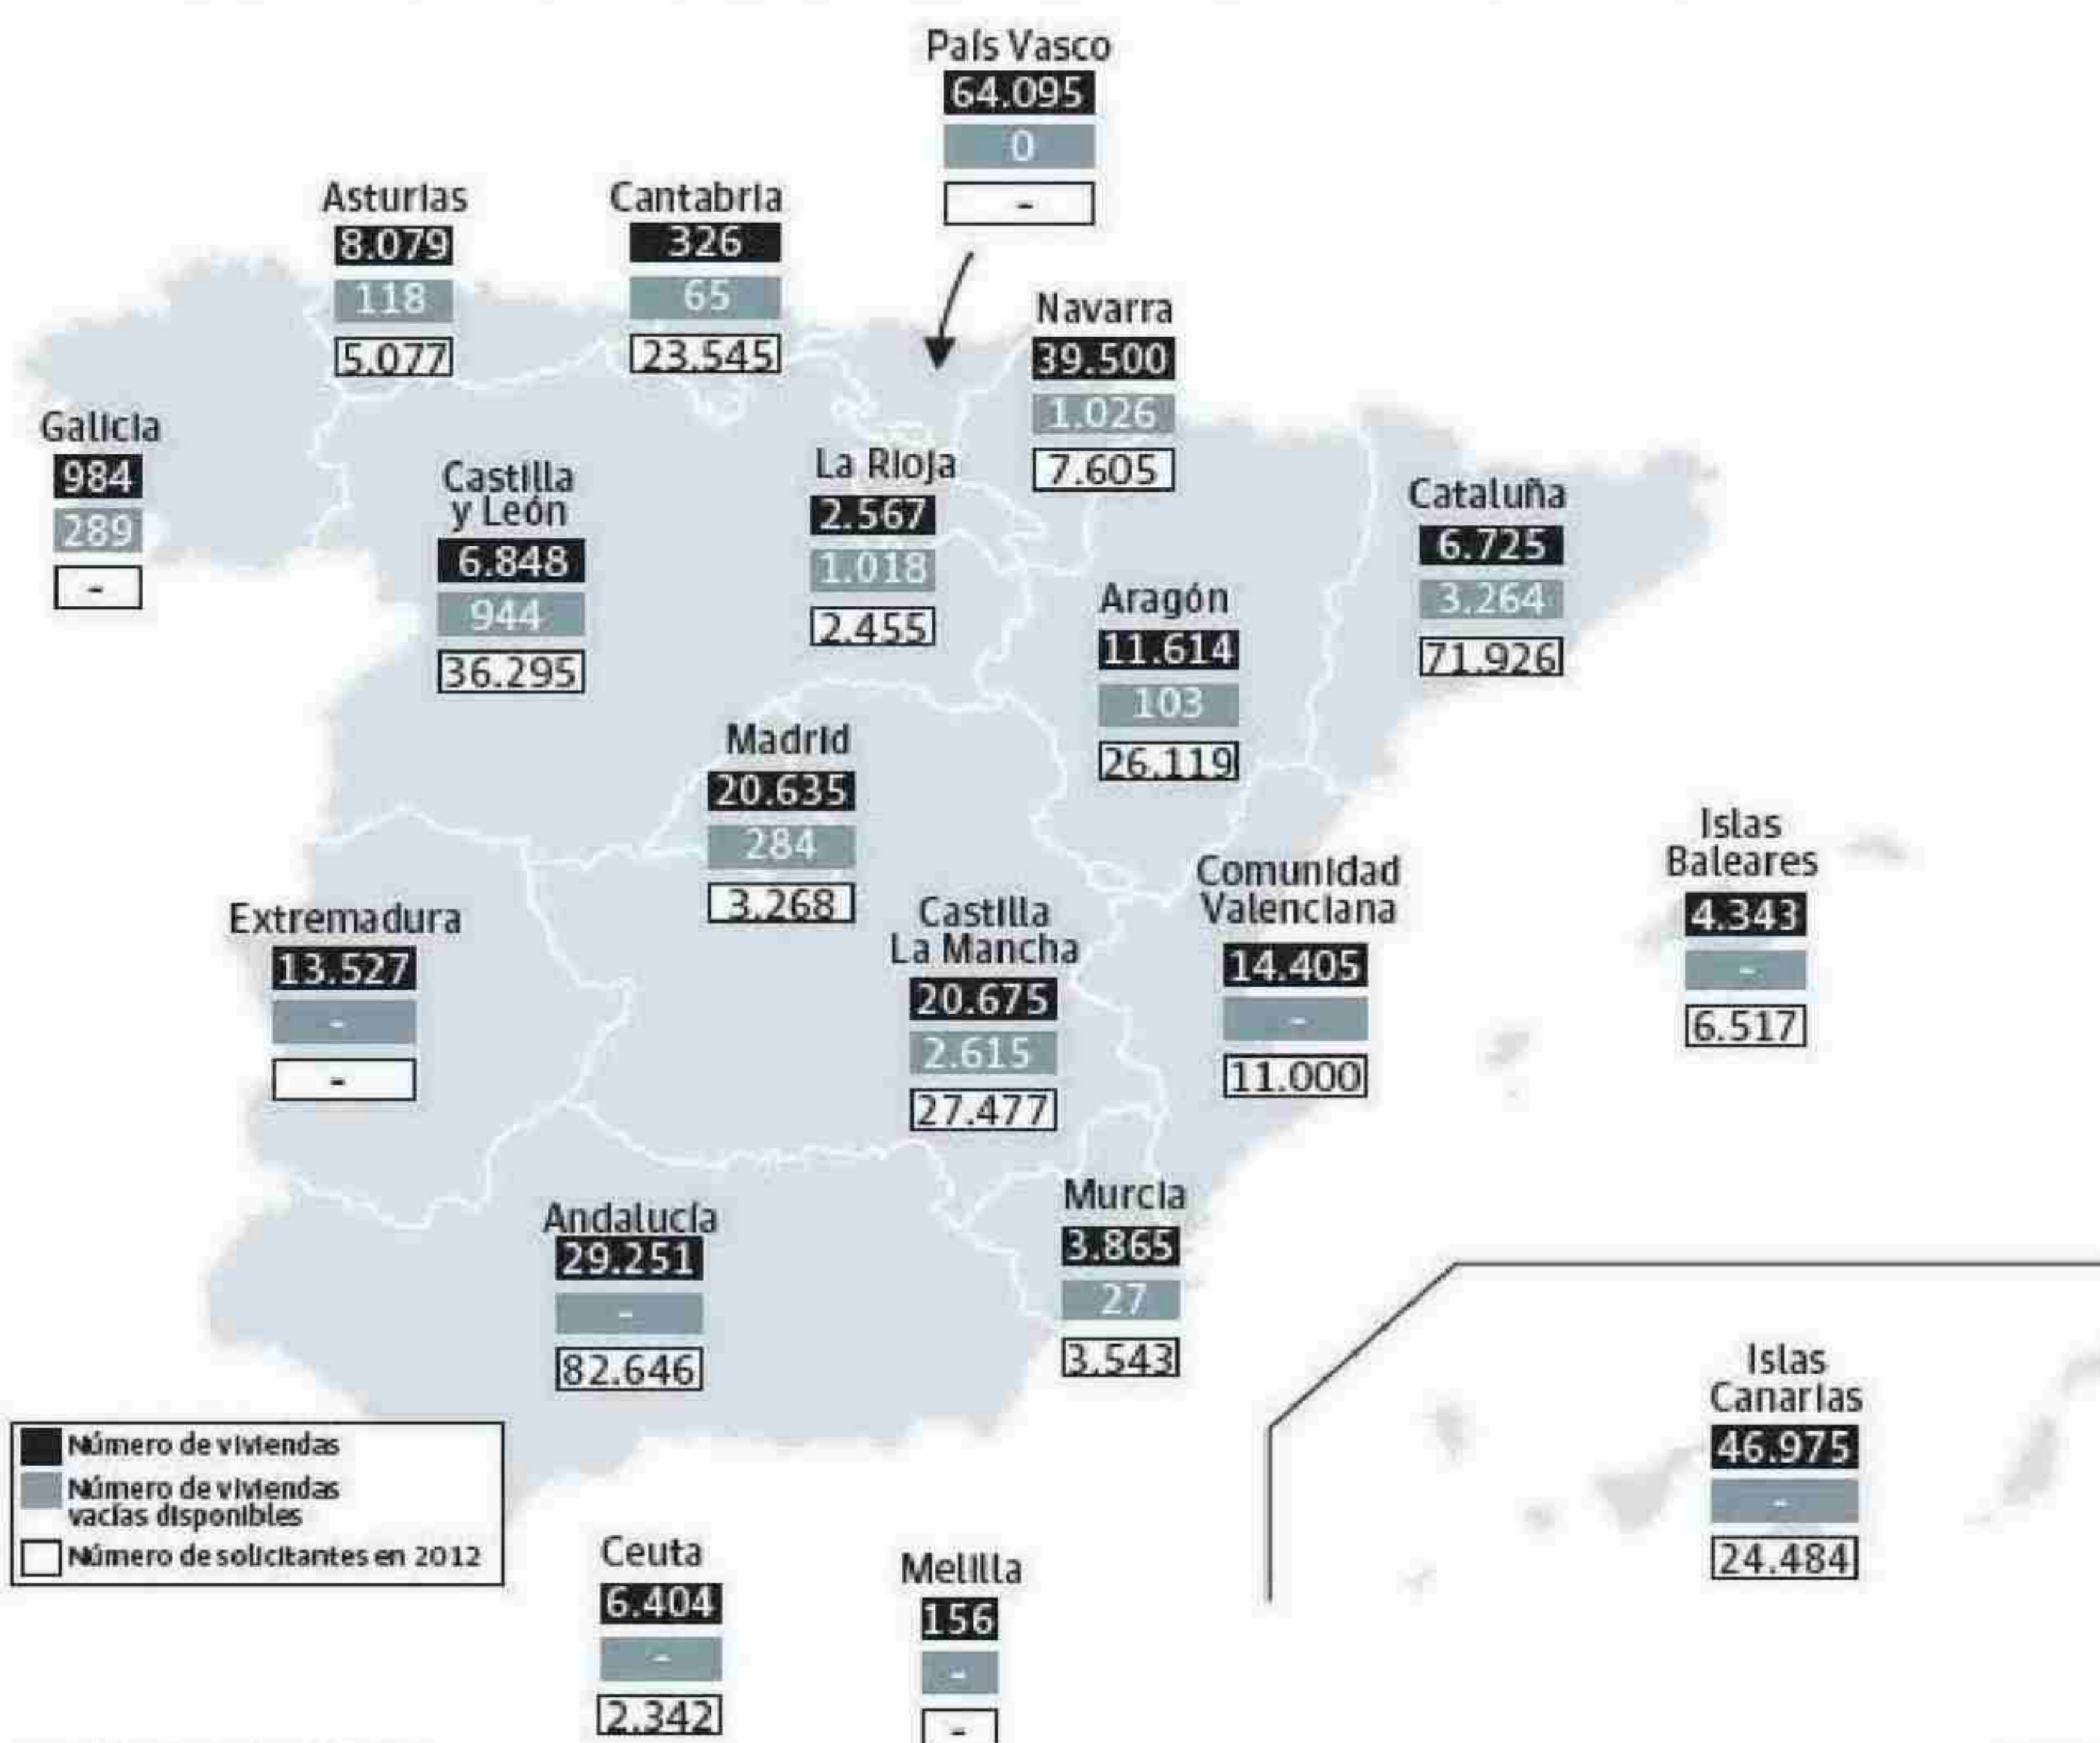 País Vasco
64.095
0
-
Asturias
8.079
118
5.077
Cantabria
326
65
23.545
Navarra
39.500
1.026
7.605
Galicia
984
289
-
Castilla
y León
6.848
944
36.295
La Rioja
2.567
1.018
2.455
Cataluña
6.725
3.264
71.926
Aragón
11.614
103
26.119
Madrid
20.635
284
3.268
Islas
Baleares
4.343
-
6.517
Comunidad
Valenciana
14.405
-
11.000
Extremadura
13.527
-
-
Castilla
La Mancha
20.675
2.615
27.477
Murcia
3.865
27
3.543
Andalucía
29.251
-
82.646
Islas
Canarias
46.975
-
24.484
Número de viviendas
Número de viviendas
vacías disponibles
Número de solicitantes en 2012
Ceuta
6.404
-
2.342
Melilla
156
-
-